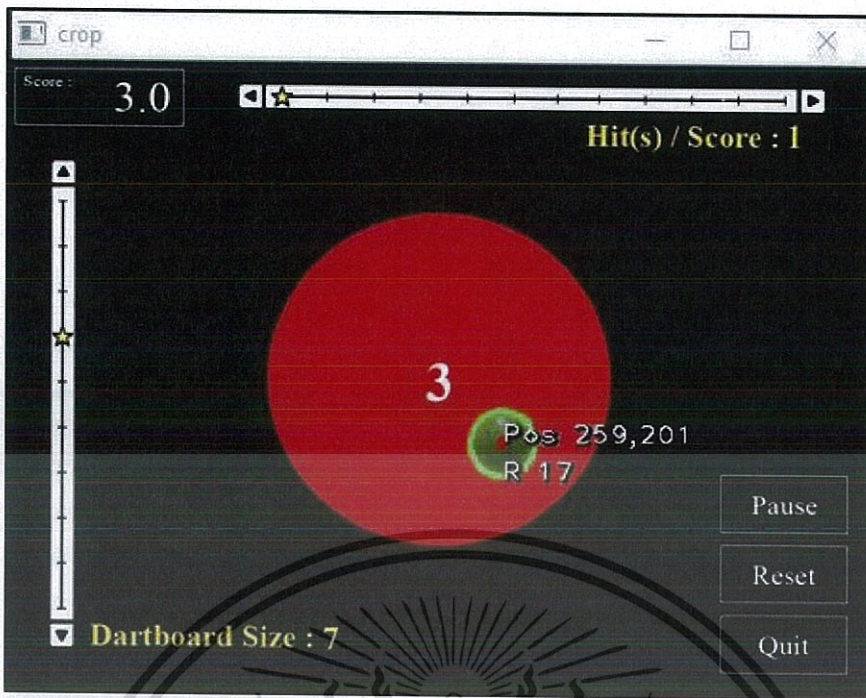 crop
Score :
3.0
Hit(s) / Score : 1
3
Pos 259,201
R 17
Pause
Reset
Dartboard Size : 7
Quit